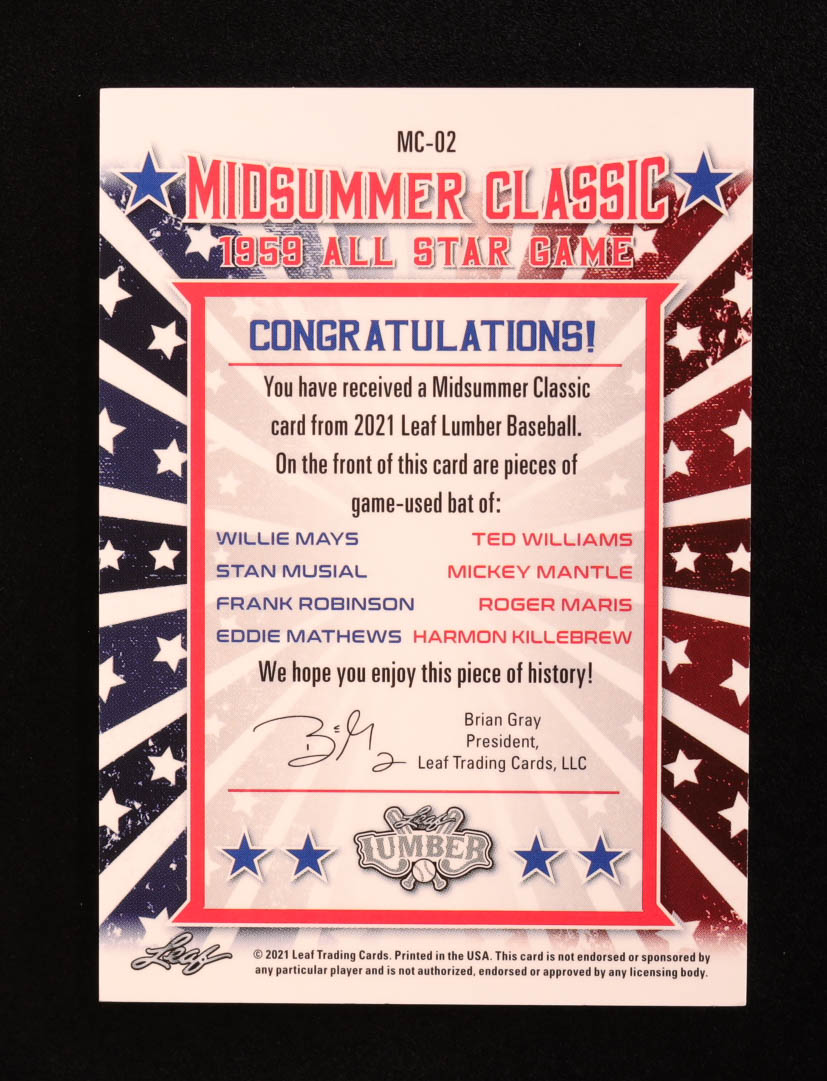 MC-02
MIDSUMMER CLASSIC
1959 ALL STAR GAME
CONGRATULATIONS!
You have received a Midsummer Classic
card from 2021 Leaf Lumber Baseball.
On the front of this card are pieces of
game-used bat of:
WILLIE MAYS TED WILLIAMS
STAN MUSIAL MICKEY MANTLE
FRANK ROBINSON ROGER MARIS
EDDIE MATHEWS HARMON KILLEBREW
We hope you enjoy this piece of history!
Brian Gray
President,
Leaf Trading Cards, LLC
Leaf
LUMBER
Leaf
© 2021 Leaf Trading Cards. Printed in the USA. This card is not endorsed or sponsored by
any particular player and is not authorized, endorsed or approved by any licensing body.